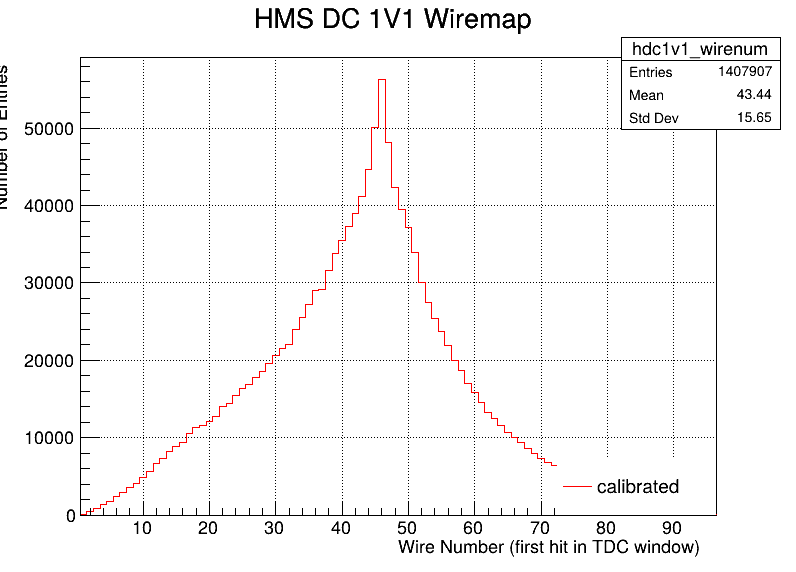 HMS DC 1V1 Wiremap
hdc1v1_wirenum
Entries 1407907
Mean 43.44
Std Dev 15.65
Number of Entries
50000
40000
30000
20000
10000
0
calibrated
10 20 30 40 50 60 70 80 90
Wire Number (first hit in TDC window)